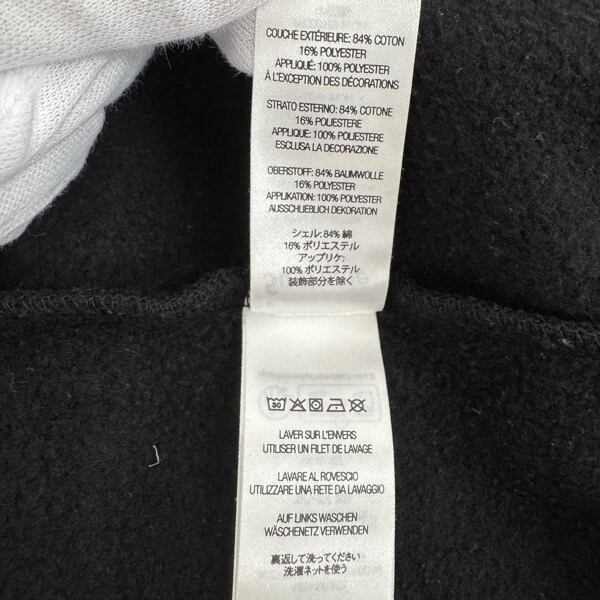 COUCHE EXTÉRIEURE: 84% COTON
16% POLYESTER
APPLIQUÉ: 100% POLYESTER
À L'EXCEPTION DES DÉCORATIONS
STRATO ESTERNO: 84% COTONE
16% POLIESTERE
APPLIQUE: 100% POLIESTERE
ESCLUSA LA DECORAZIONE
OBERSTOFF: 84% BAUMWOLLE
16% POLYESTER
APPLIKATION: 100% POLYESTER
AUSSCHLIEBLICH DEKORATION
シェル: 84% 綿
16% ポリエステル
アップリケ:
100% ポリエステル
装飾部分を除く
30
LAVER SUR L'ENVERS
UTILISER UN FILET DE LAVAGE
LAVARE AL ROVESCIO
UTILIZZARE UNA RETE DA LAVAGGIO
AUF LINKS WASCHEN
WÄSCHENETZ VERWENDEN
裏返して洗ってください
洗濯ネットを使う